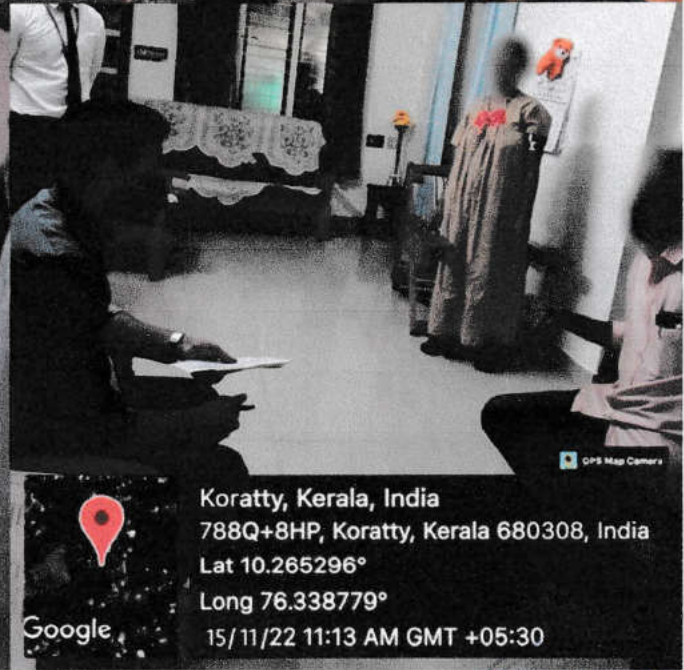 GPS Map Camera
Koratty, Kerala, India
788Q+8HP, Koratty, Kerala 680308, India
Lat 10.265296°
Long 76.338779°
Google
15/11/22 11:13 AM GMT +05:30